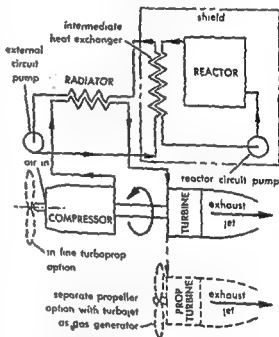 shield
intermediate
heat exchanger
external
circuit
pump
RADIATOR
REACTOR
air in
reactor circuit pump
COMPRESSOR
TURBINE
exhaust
jet
in line turboprop
option
separate propeller
option with turbojet
as gas generator
PROP
TURBINE
exhaust
jet